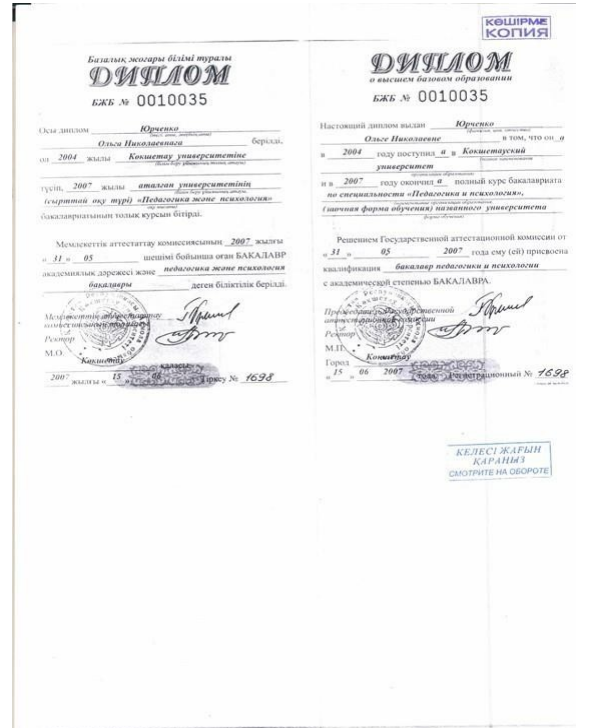 КӨШІРМЕ
КОПИЯ
Базалық жоғары білімі туралы
ДИПЛОМ
БЖБ № 0010035
Осы диплом Юрченко
Ольга Николаевнаға берілді,
ол 2004 жылы Кокшетау университетіне
түсіп, 2007 жылы аталған университетінің
(сырттай оқу түрі) «Педагогика және психология»
бакалавриатының толық курсын бітірді.
Мемлекеттік аттестаттау комиссиясының 2007 жылғы
« 31 » 05 шешімі бойынша оған БАКАЛАВР
академиялық дәрежесі және педагогика және психология
бакалавры деген біліктілік берілді.
Ректор
М.О.
Кокшетау
2007 жылғы « 15 » 06 Тіркеу № 1698
ДИПЛОМ
о высшем базовом образовании
БЖБ № 0010035
Настоящий диплом выдан Юрченко
Ольге Николаевне в том, что он а
в 2004 году поступил а в Кокшетауский
университет
и в 2007 году окончил а полный курс бакалавриата
по специальности «Педагогика и психология»,
(заочная форма обучения) названного университета
Решением Государственной аттестационной комиссии от
« 31 » 05 2007 года ему (ей) присвоена
квалификация бакалавр педагогики и психологии
с академической степенью БАКАЛАВРА.
Председатель Государственной
аттестационной комиссии
Ректор
М.П.
Город Кокшетау
« 15 » 06 2007 года Регистрационный № 1698
КЕЛЕСІ ЖАҒЫН
ҚАРАҢЫЗ
СМОТРИТЕ НА ОБОРОТЕ